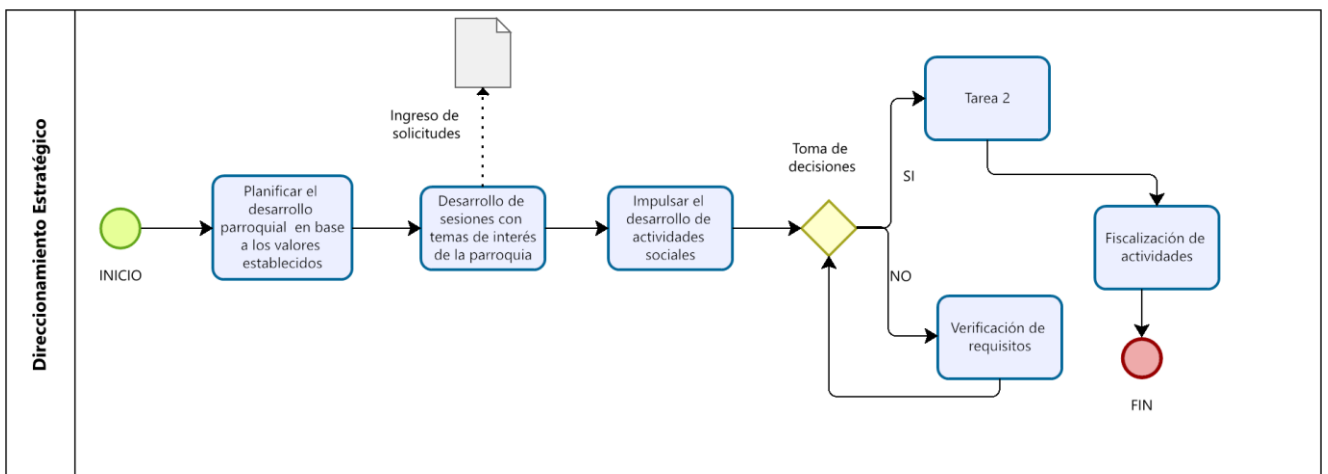 Direccionamiento Estratégico
INICIO
Planificar el
desarrollo
parroquial en base
a los valores
establecidos
Ingreso de
solicitudes
Desarrollo de
sesiones con
temas de interés
de la parroquia
Impulsar el
desarrollo de
actividades
sociales
Toma de
decisiones
SI
Tarea 2
NO
Verificación de
requisitos
Fiscalización de
actividades
FIN